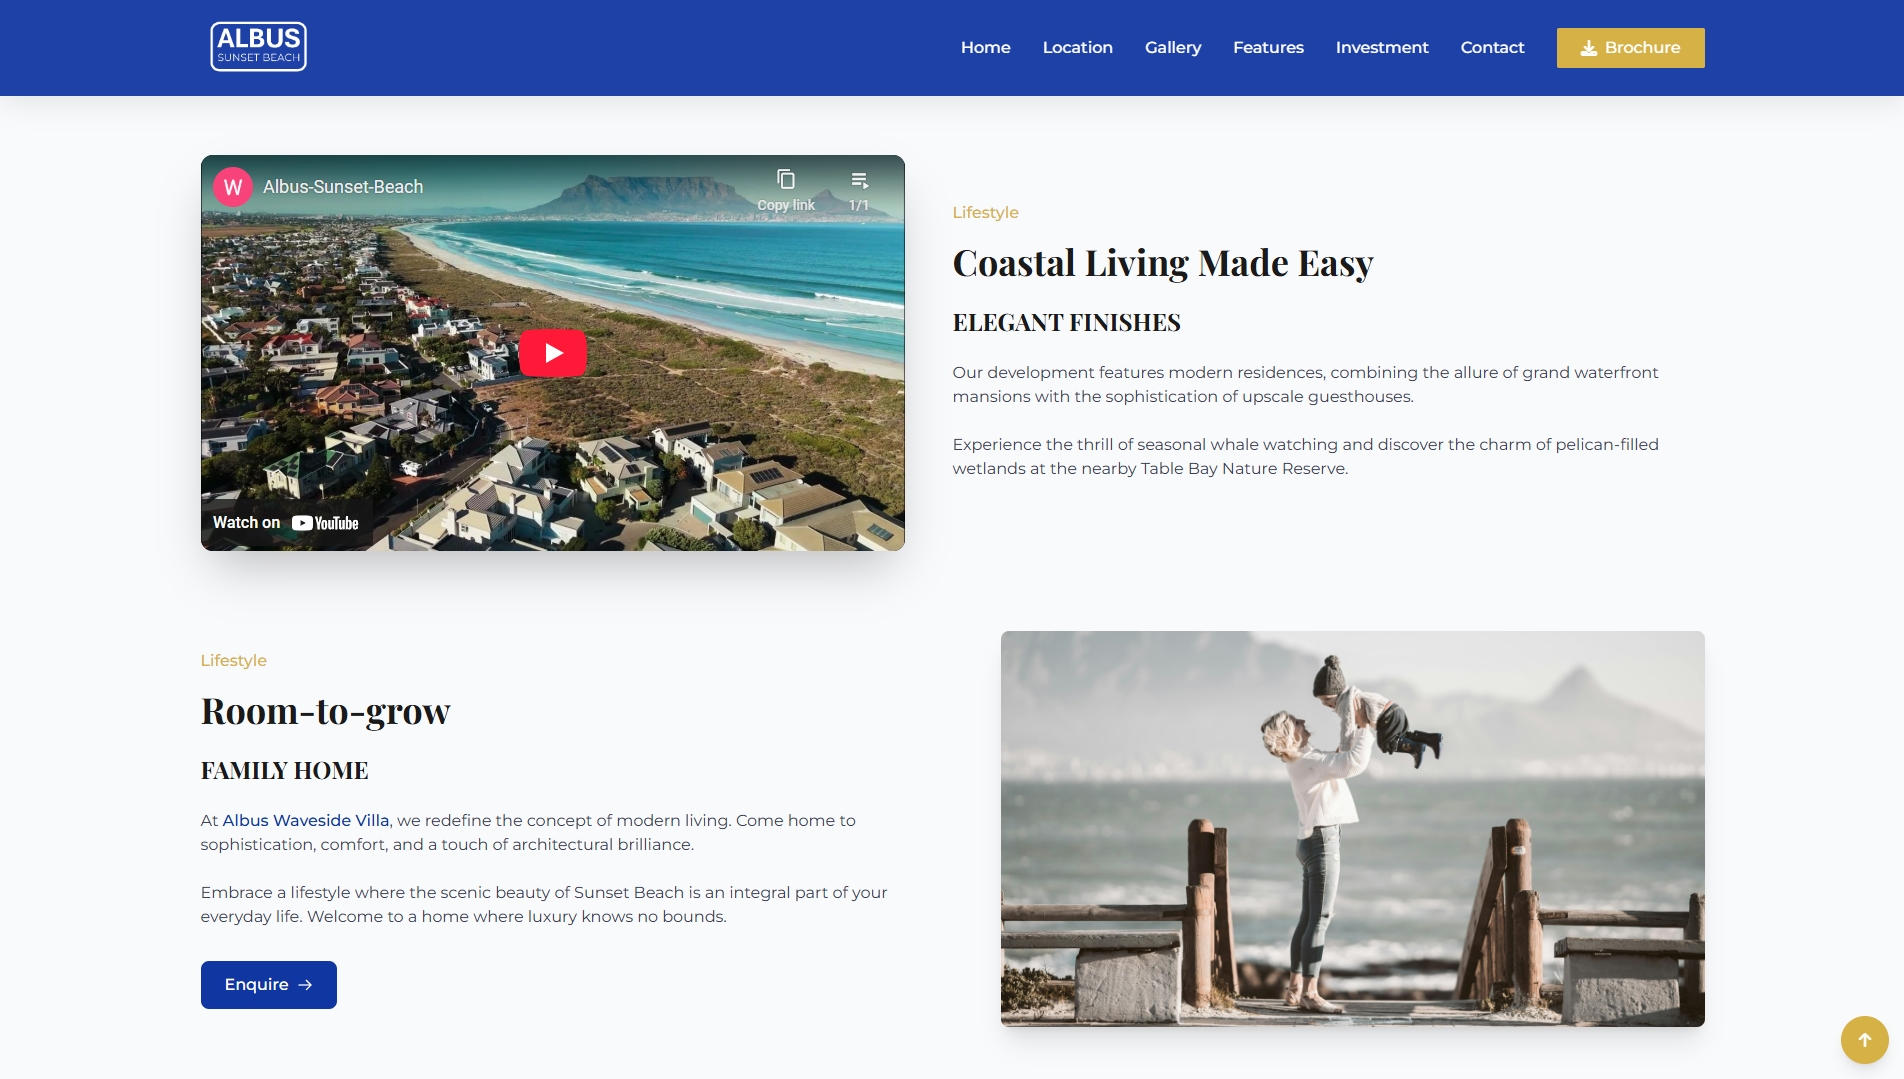 ALBUS
SUNSET BEACH
Home
Location
Gallery
Features
Investment
Contact
Brochure
W
Albus-Sunset-Beach
Copy link
1/1
Watch on YouTube
Lifestyle
Coastal Living Made Easy
ELEGANT FINISHES
Our development features modern residences, combining the allure of grand waterfront
mansions with the sophistication of upscale guesthouses.
Experience the thrill of seasonal whale watching and discover the charm of pelican-filled
wetlands at the nearby Table Bay Nature Reserve.
Lifestyle
Room-to-grow
FAMILY HOME
At Albus Waveside Villa, we redefine the concept of modern living. Come home to
sophistication, comfort, and a touch of architectural brilliance.
Embrace a lifestyle where the scenic beauty of Sunset Beach is an integral part of your
everyday life. Welcome to a home where luxury knows no bounds.
Enquire